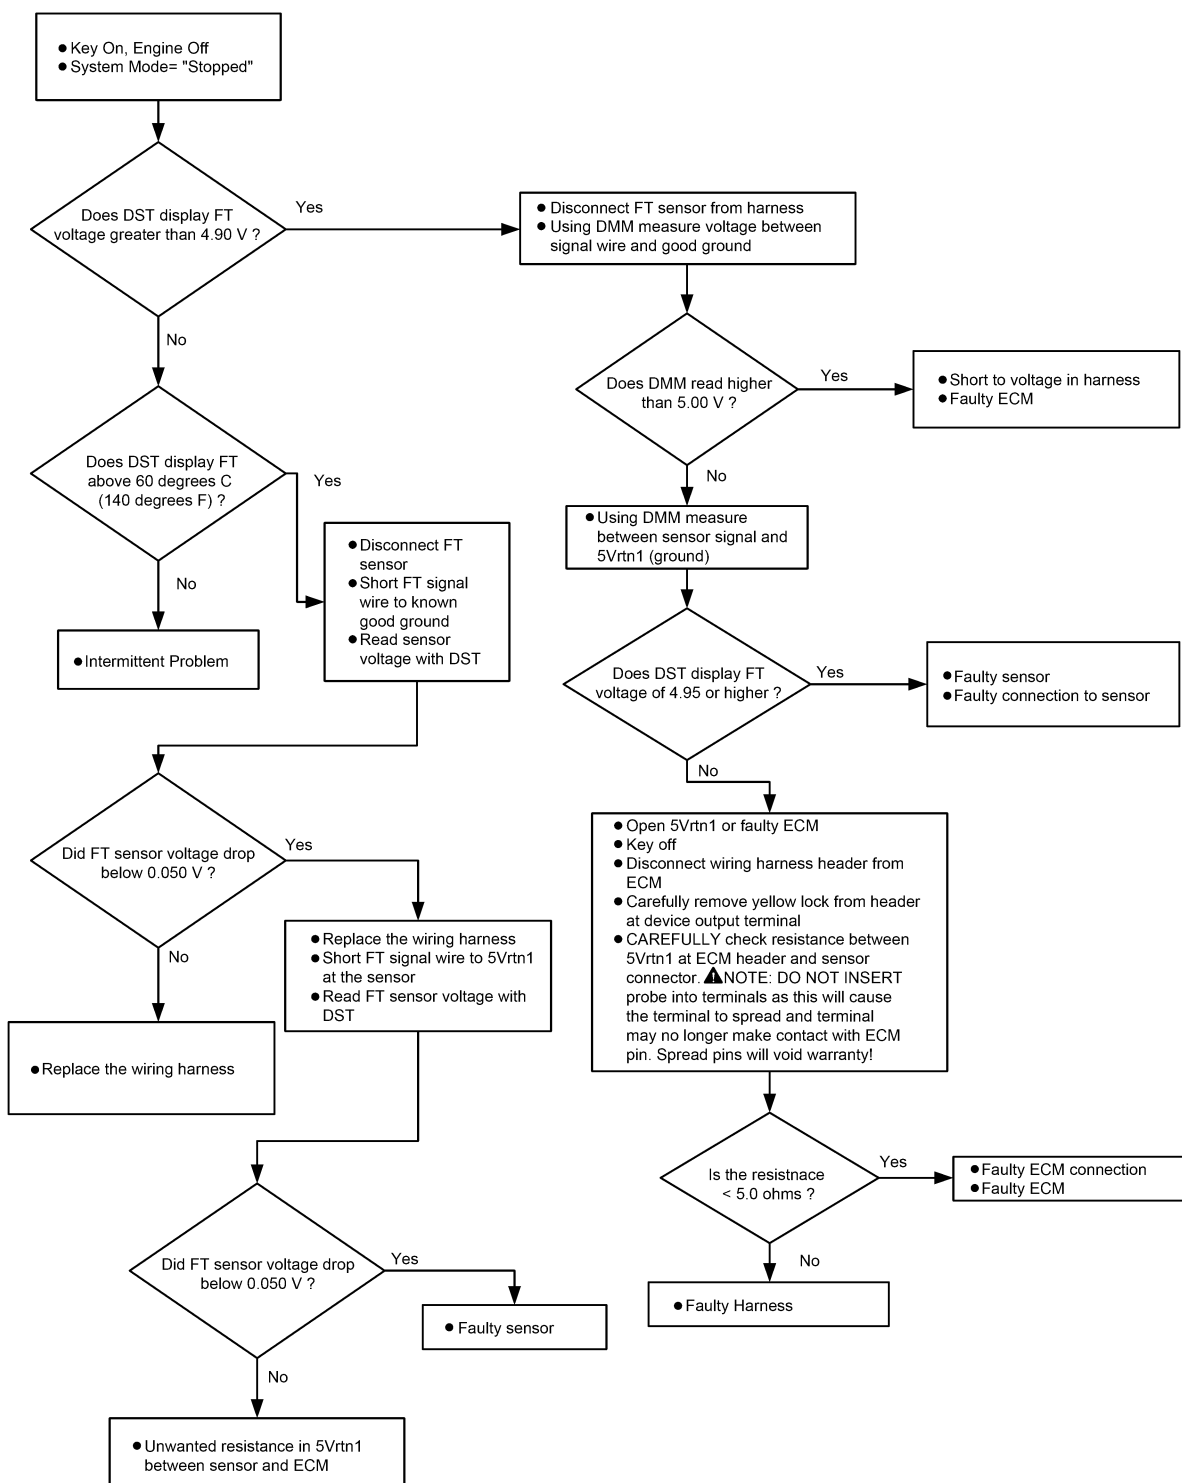 ● Key On, Engine Off
● System Mode= "Stopped"
Does DST display FT
voltage greater than 4.90 V ?
Yes
● Disconnect FT sensor from harness
● Using DMM measure voltage between
signal wire and good ground
No
Does DMM read higher
than 5.00 V ?
Yes
● Short to voltage in harness
● Faulty ECM
Does DST display FT
above 60 degrees C
(140 degrees F) ?
Yes
No
● Using DMM measure
between sensor signal and
5Vrtn1 (ground)
● Disconnect FT
sensor
● Short FT signal
wire to known
good ground
● Read sensor
voltage with DST
No
● Intermittent Problem
Does DST display FT
voltage of 4.95 or higher ?
Yes
● Faulty sensor
● Faulty connection to sensor
No
Did FT sensor voltage drop
below 0.050 V ?
Yes
● Open 5Vrtn1 or faulty ECM
● Key off
● Disconnect wiring harness header from
ECM
● Carefully remove yellow lock from header
at device output terminal
● CAREFULLY check resistance between
5Vrtn1 at ECM header and sensor
connector. ⚠NOTE: DO NOT INSERT
probe into terminals as this will cause
the terminal to spread and terminal
may no longer make contact with ECM
pin. Spread pins will void warranty!
● Replace the wiring harness
● Short FT signal wire to 5Vrtn1
at the sensor
● Read FT sensor voltage with
DST
No
● Replace the wiring harness
Is the resistnace
< 5.0 ohms ?
Yes
● Faulty ECM connection
● Faulty ECM
No
● Faulty Harness
Did FT sensor voltage drop
below 0.050 V ?
Yes
● Faulty sensor
No
● Unwanted resistance in 5Vrtn1
between sensor and ECM